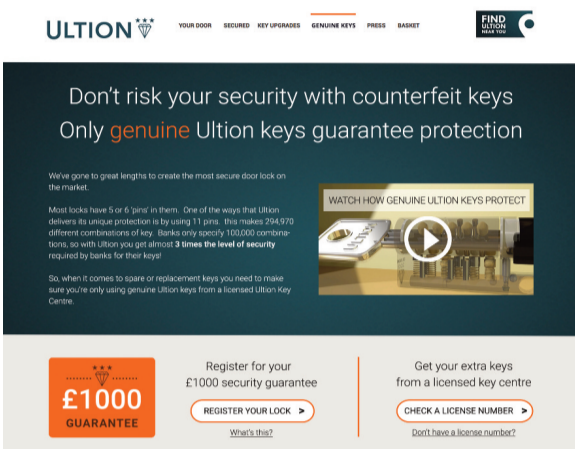 ULTION
YOUR DOOR SECURED KEY UPGRADES GENUINE KEYS PRESS BASKET
FIND
ULTION
NEAR YOU
Don't risk your security with counterfeit keys
Only genuine Ultion keys guarantee protection
We've gone to great lengths to create the most secure door lock on
the market.
Most locks have 5 or 6 'pins' in them. One of the ways that Ultion
delivers its unique protection is by using 11 pins. this makes 294,970
different combinations of key. Banks only specify 100,000 combina-
tions, so with Ultion you get almost 3 times the level of security
required by banks for their keys!
So, when it comes to spare or replacement keys you need to make
sure you're only using genuine Ultion keys from a licensed Ultion Key
Centre.
WATCH HOW GENUINE ULTION KEYS PROTECT
ULTION
£1000
GUARANTEE
Register for your
£1000 security guarantee
REGISTER YOUR LOCK >
What's this?
Get your extra keys
from a licensed key centre
CHECK A LICENSE NUMBER >
Don't have a license number?